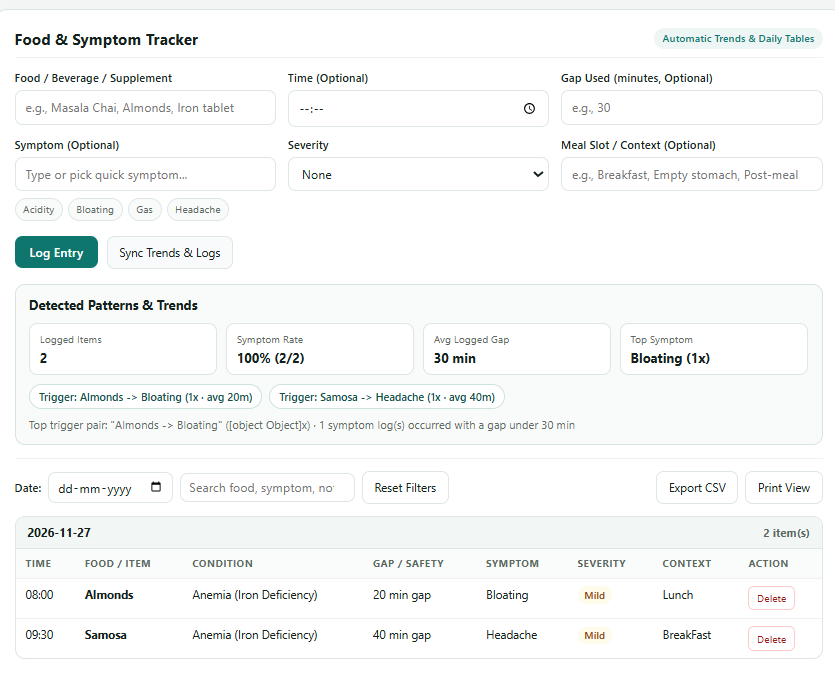 Food & Symptom Tracker
Automatic Trends & Daily Tables
Food / Beverage / Supplement
Time (Optional)
Gap Used (minutes, Optional)
e.g., Masala Chai, Almonds, Iron tablet
--:--
e.g., 30
Symptom (Optional)
Severity
Meal Slot / Context (Optional)
Type or pick quick symptom...
None
e.g., Breakfast, Empty stomach, Post-meal
Acidity
Bloating
Gas
Headache
Log Entry
Sync Trends & Logs
Detected Patterns & Trends
Logged Items
2
Symptom Rate
100% (2/2)
Avg Logged Gap
30 min
Top Symptom
Bloating (1x)
Trigger: Almonds -> Bloating (1x · avg 20m)
Trigger: Samosa -> Headache (1x · avg 40m)
Top trigger pair: "Almonds -> Bloating" ([object Object]x) · 1 symptom log(s) occurred with a gap under 30 min
Date:
dd-mm-yyyy
Search food, symptom, no
Reset Filters
Export CSV
Print View
2026-11-27
2 item(s)
TIME FOOD / ITEM CONDITION GAP / SAFETY SYMPTOM SEVERITY CONTEXT ACTION
08:00 Almonds Anemia (Iron Deficiency) 20 min gap Bloating Mild Lunch Delete
09:30 Samosa Anemia (Iron Deficiency) 40 min gap Headache Mild BreakFast Delete